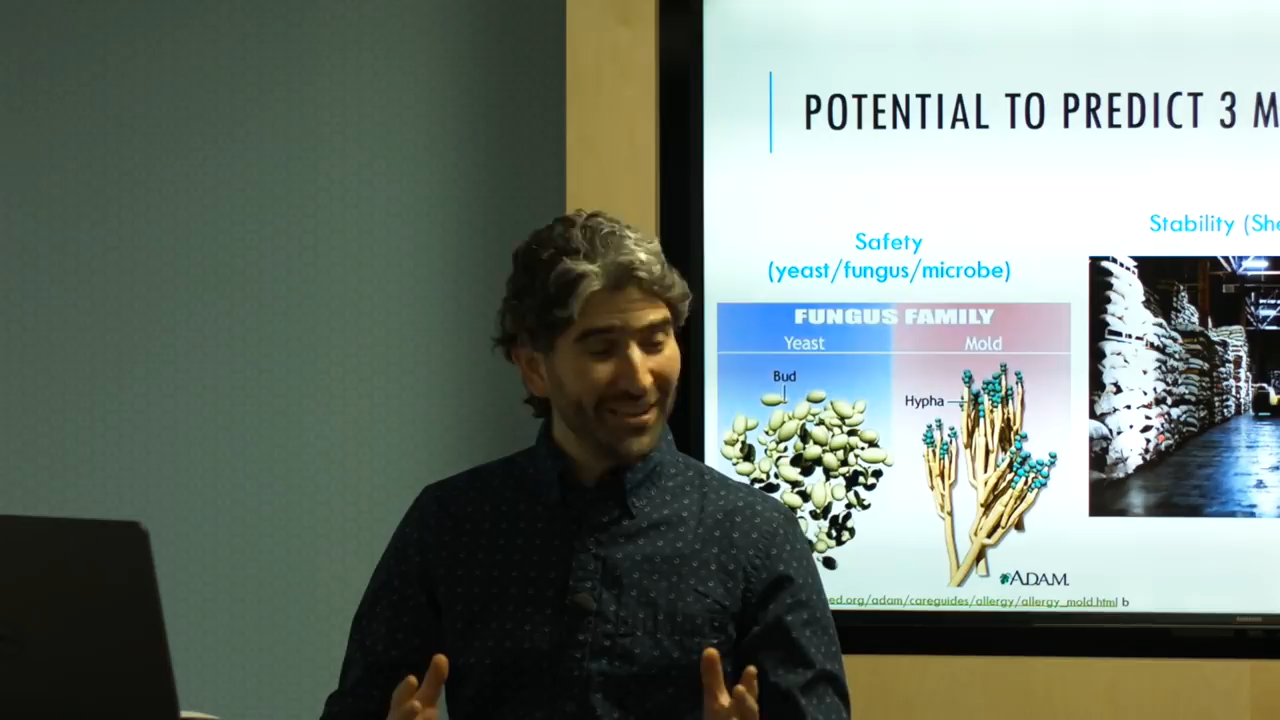 POTENTIAL TO PREDICT 3 M
Stability (She
Safety
(yeast/fungus/microbe)
FUNGUS FAMILY
Yeast
Mold
Bud
Hypha
ADAM.
ed.org/adam/careguides/allergy/allergy_mold.html b
SAMSUNG